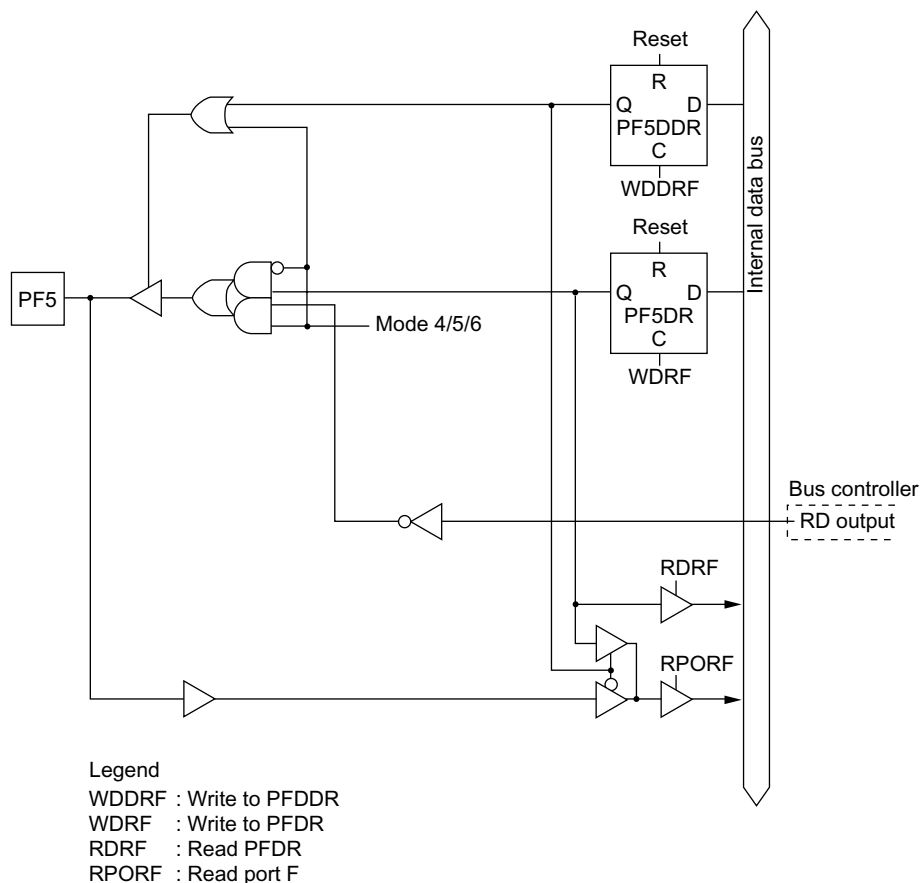 Reset
R
Q D
PF5DDR
C
WDDRF
Reset
R
Q D
PF5DR
C
WDRF
Internal data bus
PF5
Mode 4/5/6
Bus controller
RD output
RDRF
RPORF
Legend
WDDRF : Write to PFDDR
WDRF : Write to PFDR
RDRF : Read PFDR
RPORF : Read port F